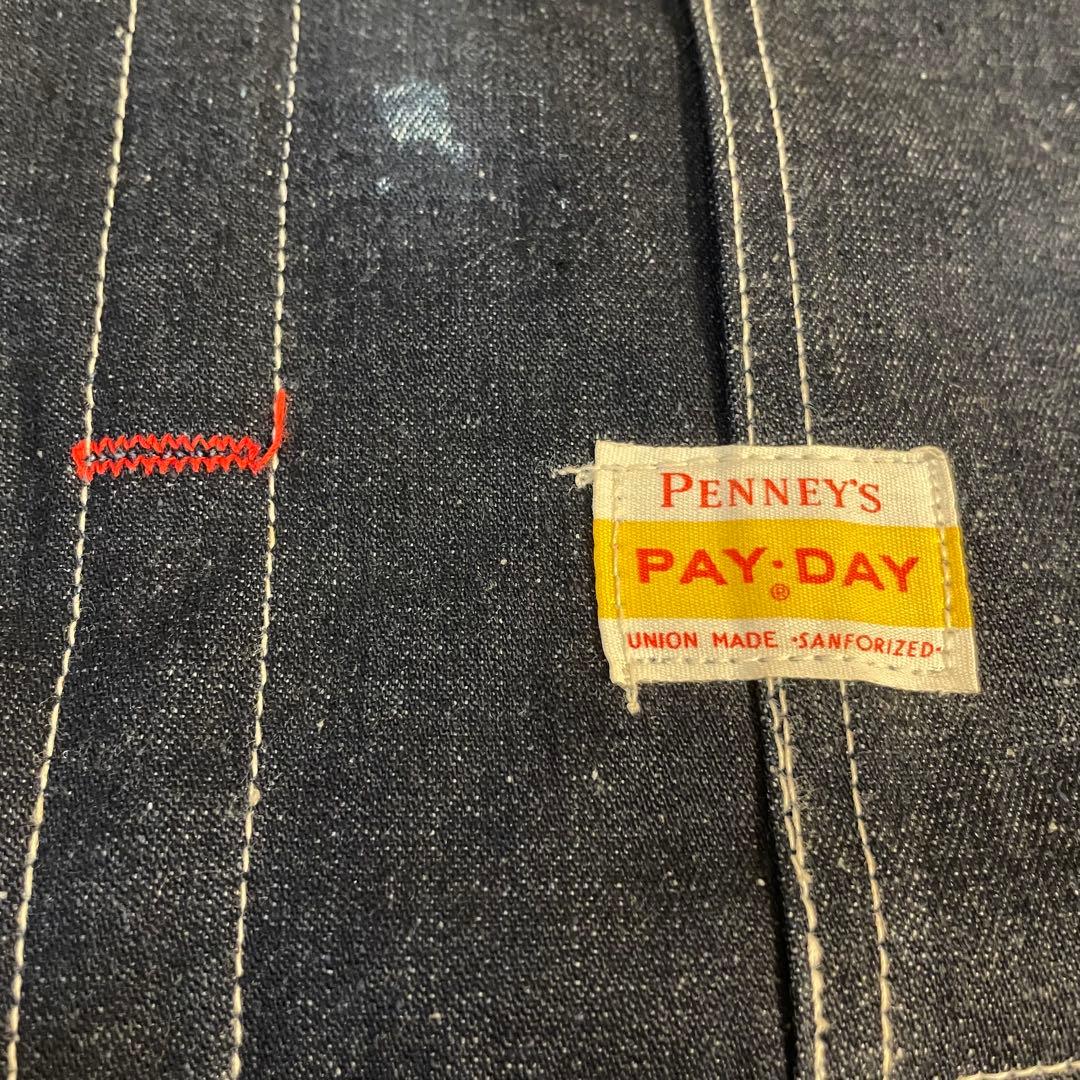 PENNEY'S
PAY·DAY
®
UNION MADE ·SANFORIZED·